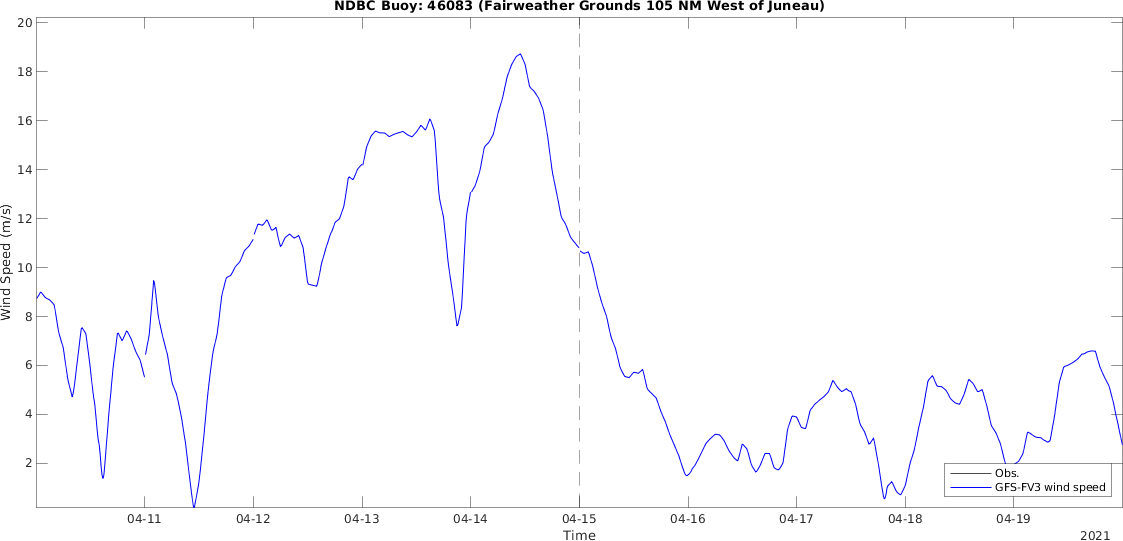 NDBC Buoy: 46083 (Fairweather Grounds 105 NM West of Juneau)
20
18
16
14
12
10
8
6
4
2
Wind Speed (m/s)
Obs.
GFS-FV3 wind speed
04-11 04-12 04-13 04-14 04-15 04-16 04-17 04-18 04-19
Time
2021